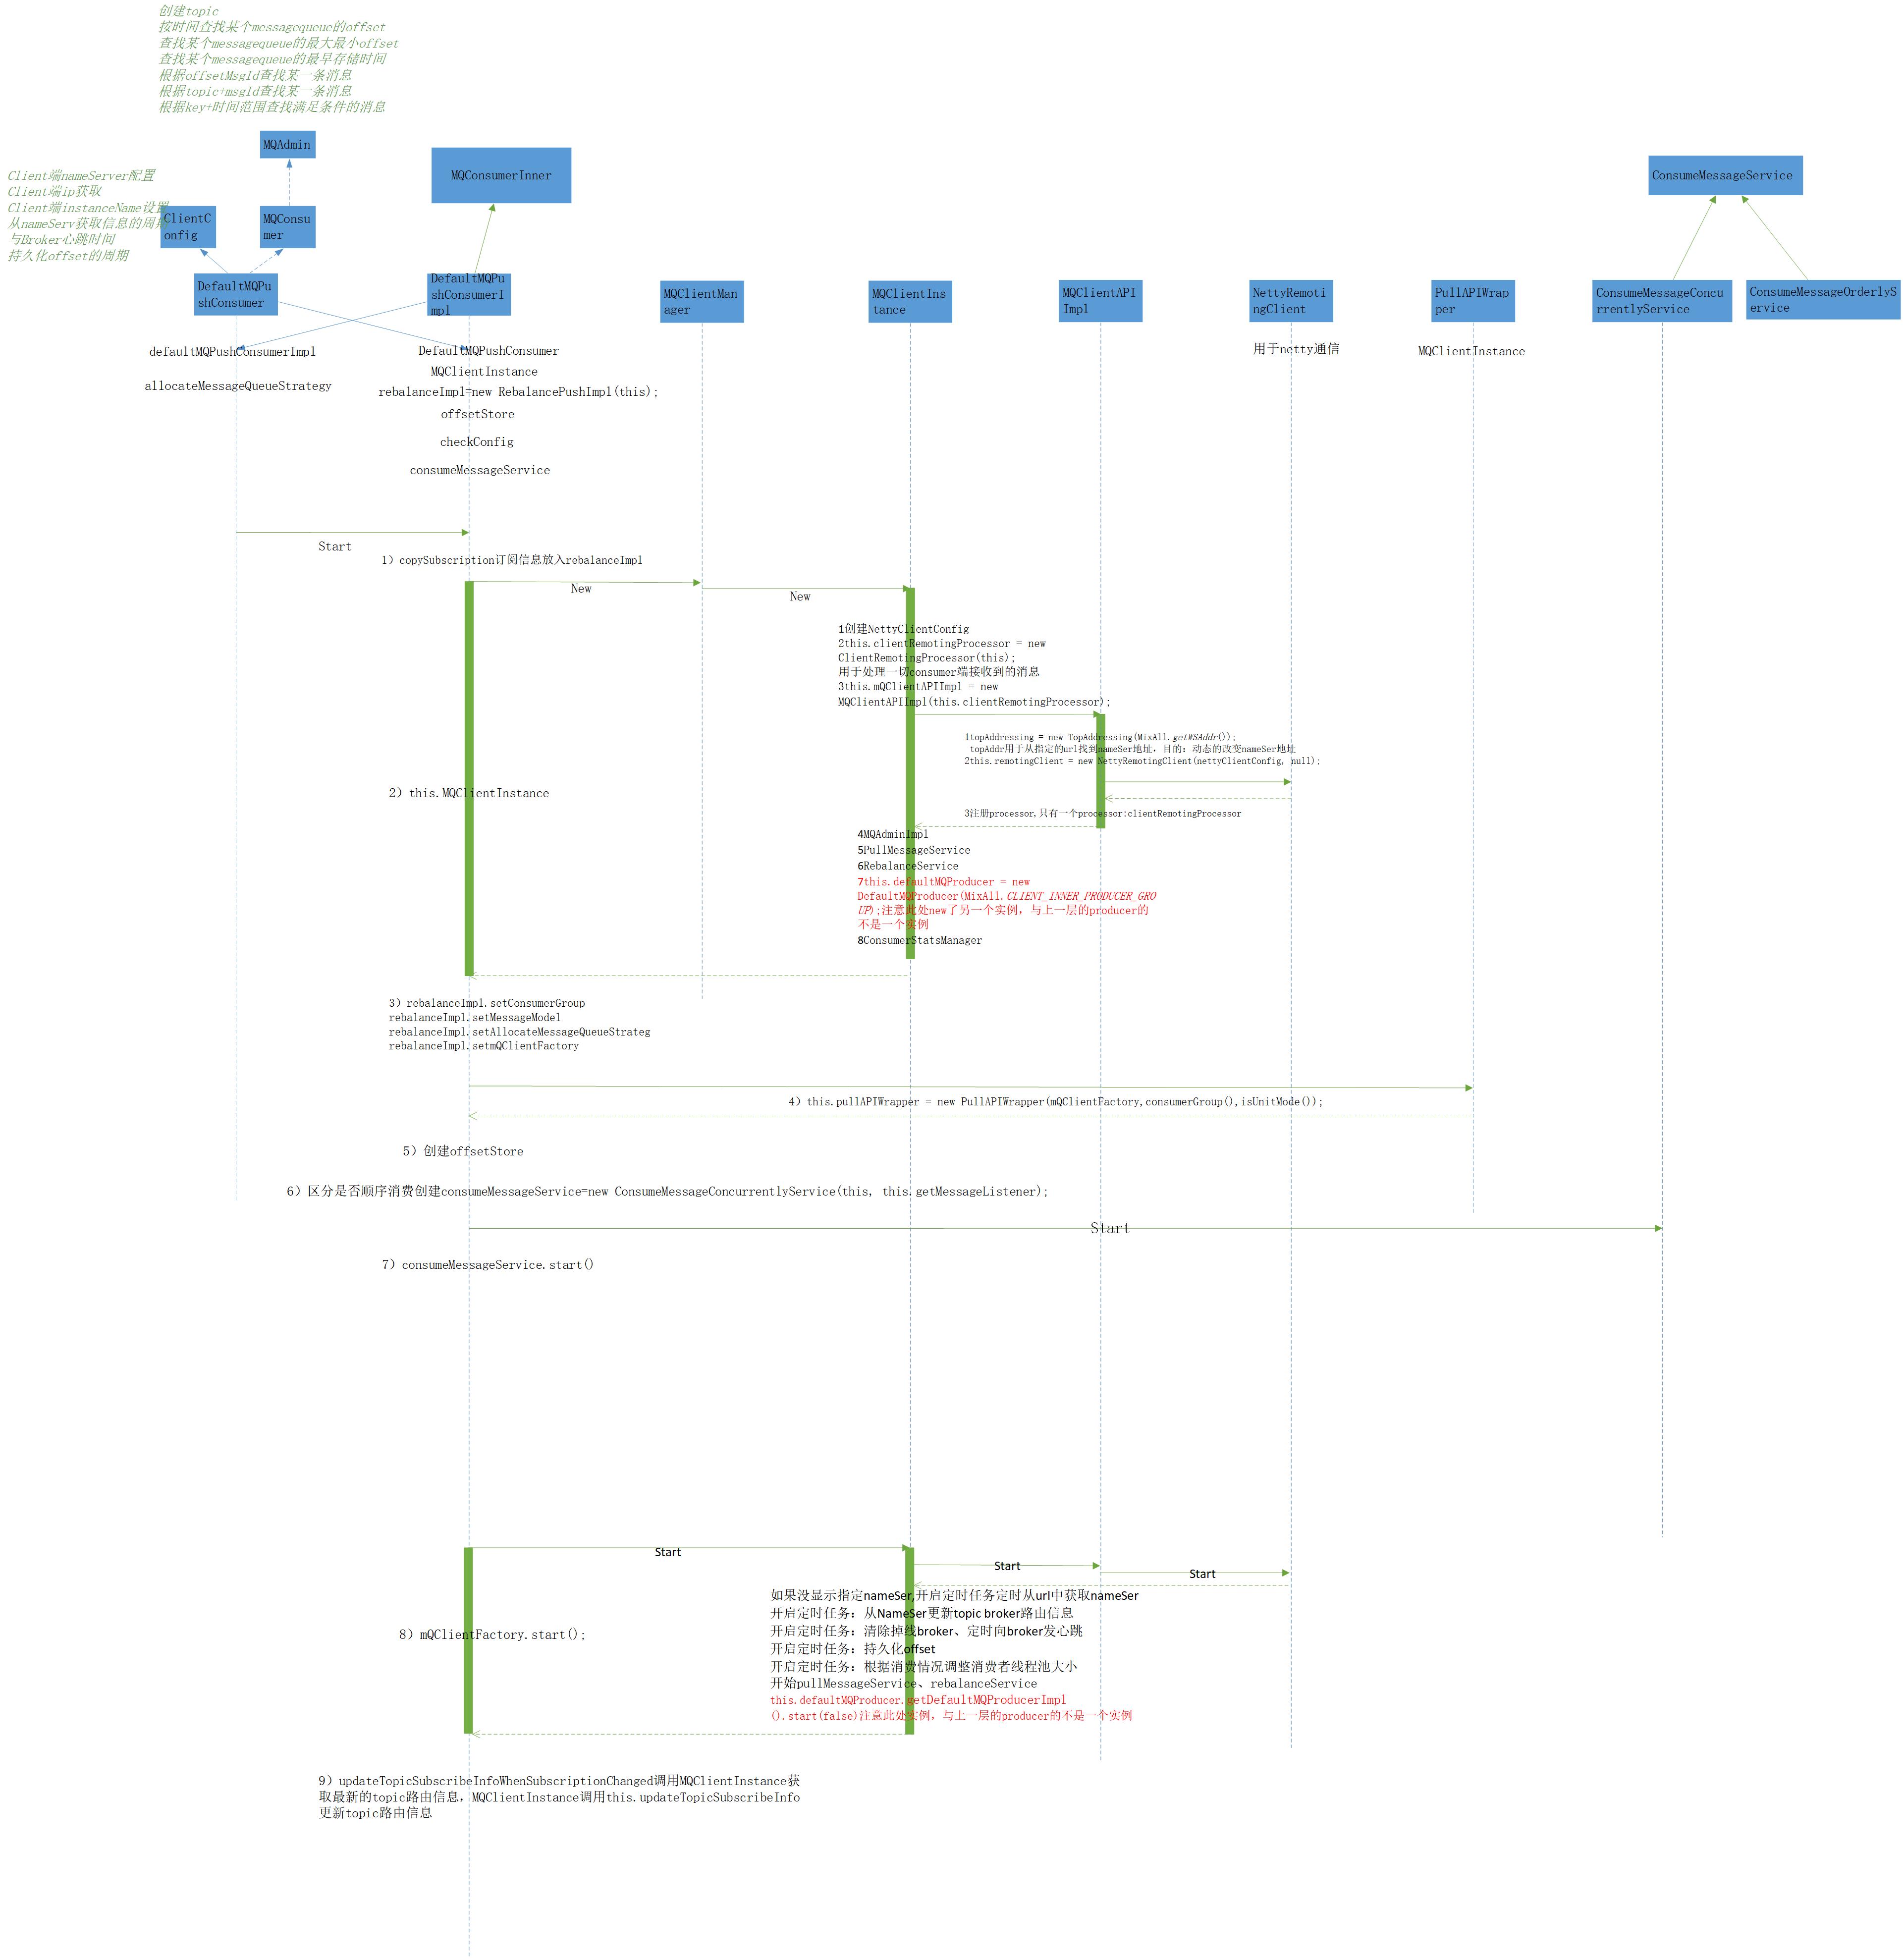 创建topic
按时间查找某个messagequeue的offset
查找某个messagequeue的最大最小offset
查找某个messagequeue的最早存储时间
根据offsetMsgId查找某一条消息
根据topic+msgId查找某一条消息
根据key+时间范围查找满足条件的消息
MQAdmin
MQConsumerInner
ConsumeMessageService
Client端nameServer配置
Client端ip获取
Client端instanceName设置
从nameServ获取信息的周期
与Broker心跳时间
持久化offset的周期
ClientC
onfig
MQConsu
mer
DefaultMQPu
shConsumer
DefaultMQPu
shConsumerI
mpl
MQClientMan
ager
MQClientIns
tance
MQClientAPI
Impl
NettyRemoti
ngClient
PullAPIWrap
per
ConsumeMessageConcu
rrentlyService
ConsumeMessageOrderlyS
ervice
defaultMQPushConsumerImpl
allocateMessageQueueStrategy
DefaultMQPushConsumer
MQClientInstance
rebalanceImpl=new RebalancePushImpl(this);
offsetStore
checkConfig
consumeMessageService
用于netty通信
MQClientInstance
Start
1）copySubscription订阅信息放入rebalanceImpl
New
New
1创建NettyClientConfig
2this.clientRemotingProcessor = new
ClientRemotingProcessor(this);
用于处理一切consumer端接收到的消息
3this.mQClientAPIImpl = new
MQClientAPIImpl(this.clientRemotingProcessor);
1topAddressing = new TopAddressing(MixAll.getWSAddr());
topAddr用于从指定的url找到nameSer地址，目的：动态的改变nameSer地址
2this.remotingClient = new NettyRemotingClient(nettyClientConfig, null);
2）this.MQClientInstance
3注册processor,只有一个processor:clientRemotingProcessor
4MQAdminImpl
5PullMessageService
6RebalanceService
7this.defaultMQProducer = new
DefaultMQProducer(MixAll.CLIENT_INNER_PRODUCER_GRO
UP);注意此处new了另一个实例，与上一层的producer的
不是一个实例
8ConsumerStatsManager
3）rebalanceImpl.setConsumerGroup
rebalanceImpl.setMessageModel
rebalanceImpl.setAllocateMessageQueueStrateg
rebalanceImpl.setmQClientFactory
4）this.pullAPIWrapper = new PullAPIWrapper(mQClientFactory,consumerGroup(),isUnitMode());
5）创建offsetStore
6）区分是否顺序消费创建consumeMessageService=new ConsumeMessageConcurrentlyService(this, this.getMessageListener);
Start
7）consumeMessageService.start()
Start
Start
Start
如果没显示指定nameSer,开启定时任务定时从url中获取nameSer
开启定时任务：从NameSer更新topic broker路由信息
开启定时任务：清除掉线broker、定时向broker发心跳
开启定时任务：持久化offset
开启定时任务：根据消费情况调整消费者线程池大小
开始pullMessageService、rebalanceService
this.defaultMQProducer.getDefaultMQProducerImpl
().start(false)注意此处实例，与上一层的producer的不是一个实例
8）mQClientFactory.start();
9）updateTopicSubscribeInfoWhenSubscriptionChanged调用MQClientInstance获
取最新的topic路由信息，MQClientInstance调用this.updateTopicSubscribeInfo
更新topic路由信息